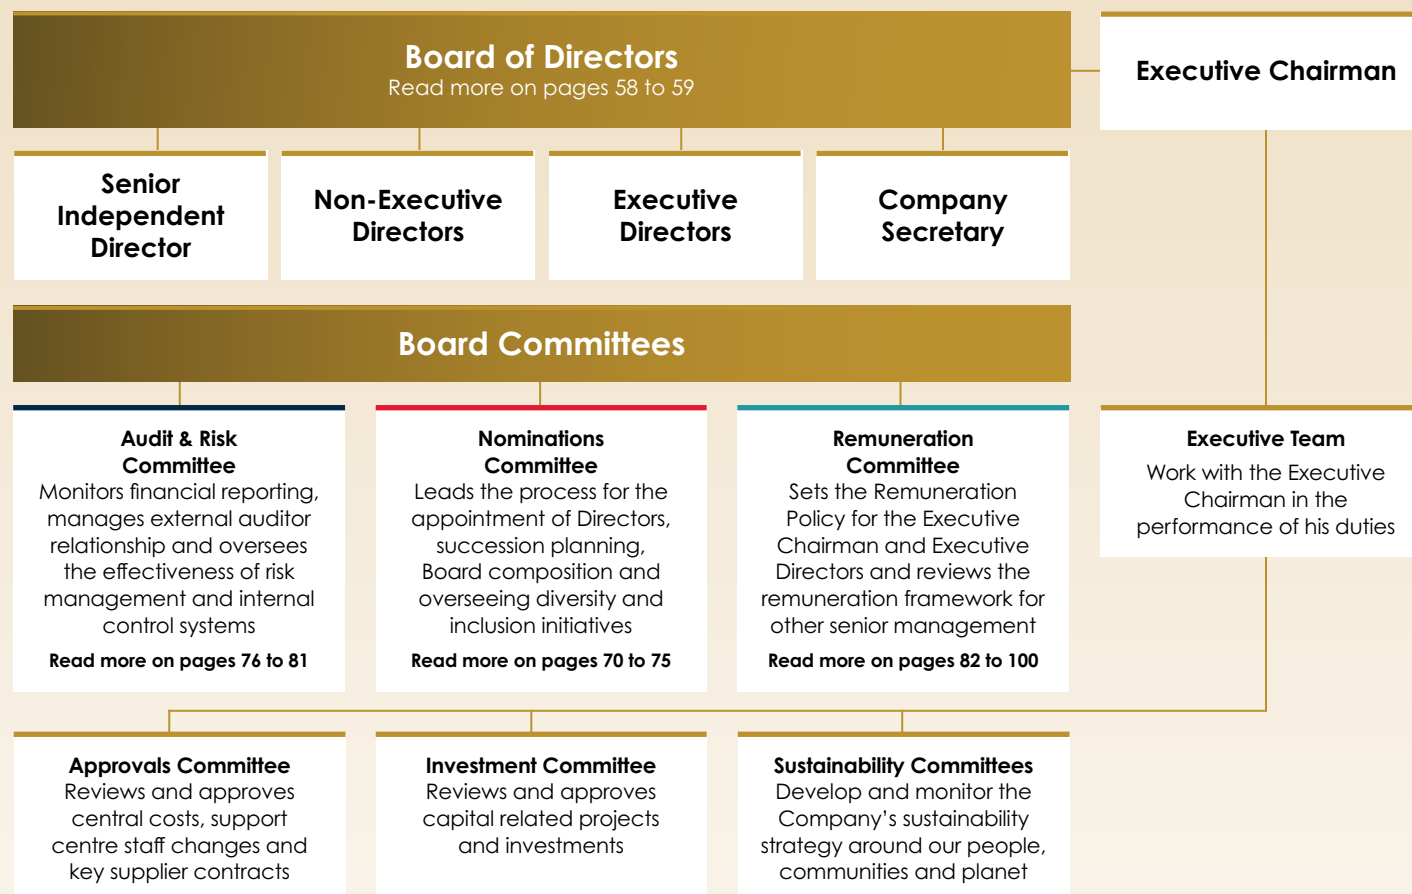 Board of Directors
Read more on pages 58 to 59
Executive Chairman
Senior
Independent
Director
Non-Executive
Directors
Executive
Directors
Company
Secretary
Board Committees
Audit & Risk
Committee
Monitors financial reporting,
manages external auditor
relationship and oversees
the effectiveness of risk
management and internal
control systems
Read more on pages 76 to 81
Nominations
Committee
Leads the process for the
appointment of Directors,
succession planning,
Board composition and
overseeing diversity and
inclusion initiatives
Read more on pages 70 to 75
Remuneration
Committee
Sets the Remuneration
Policy for the Executive
Chairman and Executive
Directors and reviews the
remuneration framework for
other senior management
Read more on pages 82 to 100
Executive Team
Work with the Executive
Chairman in the
performance of his duties
Approvals Committee
Reviews and approves
central costs, support
centre staff changes and
key supplier contracts
Investment Committee
Reviews and approves
capital related projects
and investments
Sustainability Committees
Develop and monitor the
Company’s sustainability
strategy around our people,
communities and planet